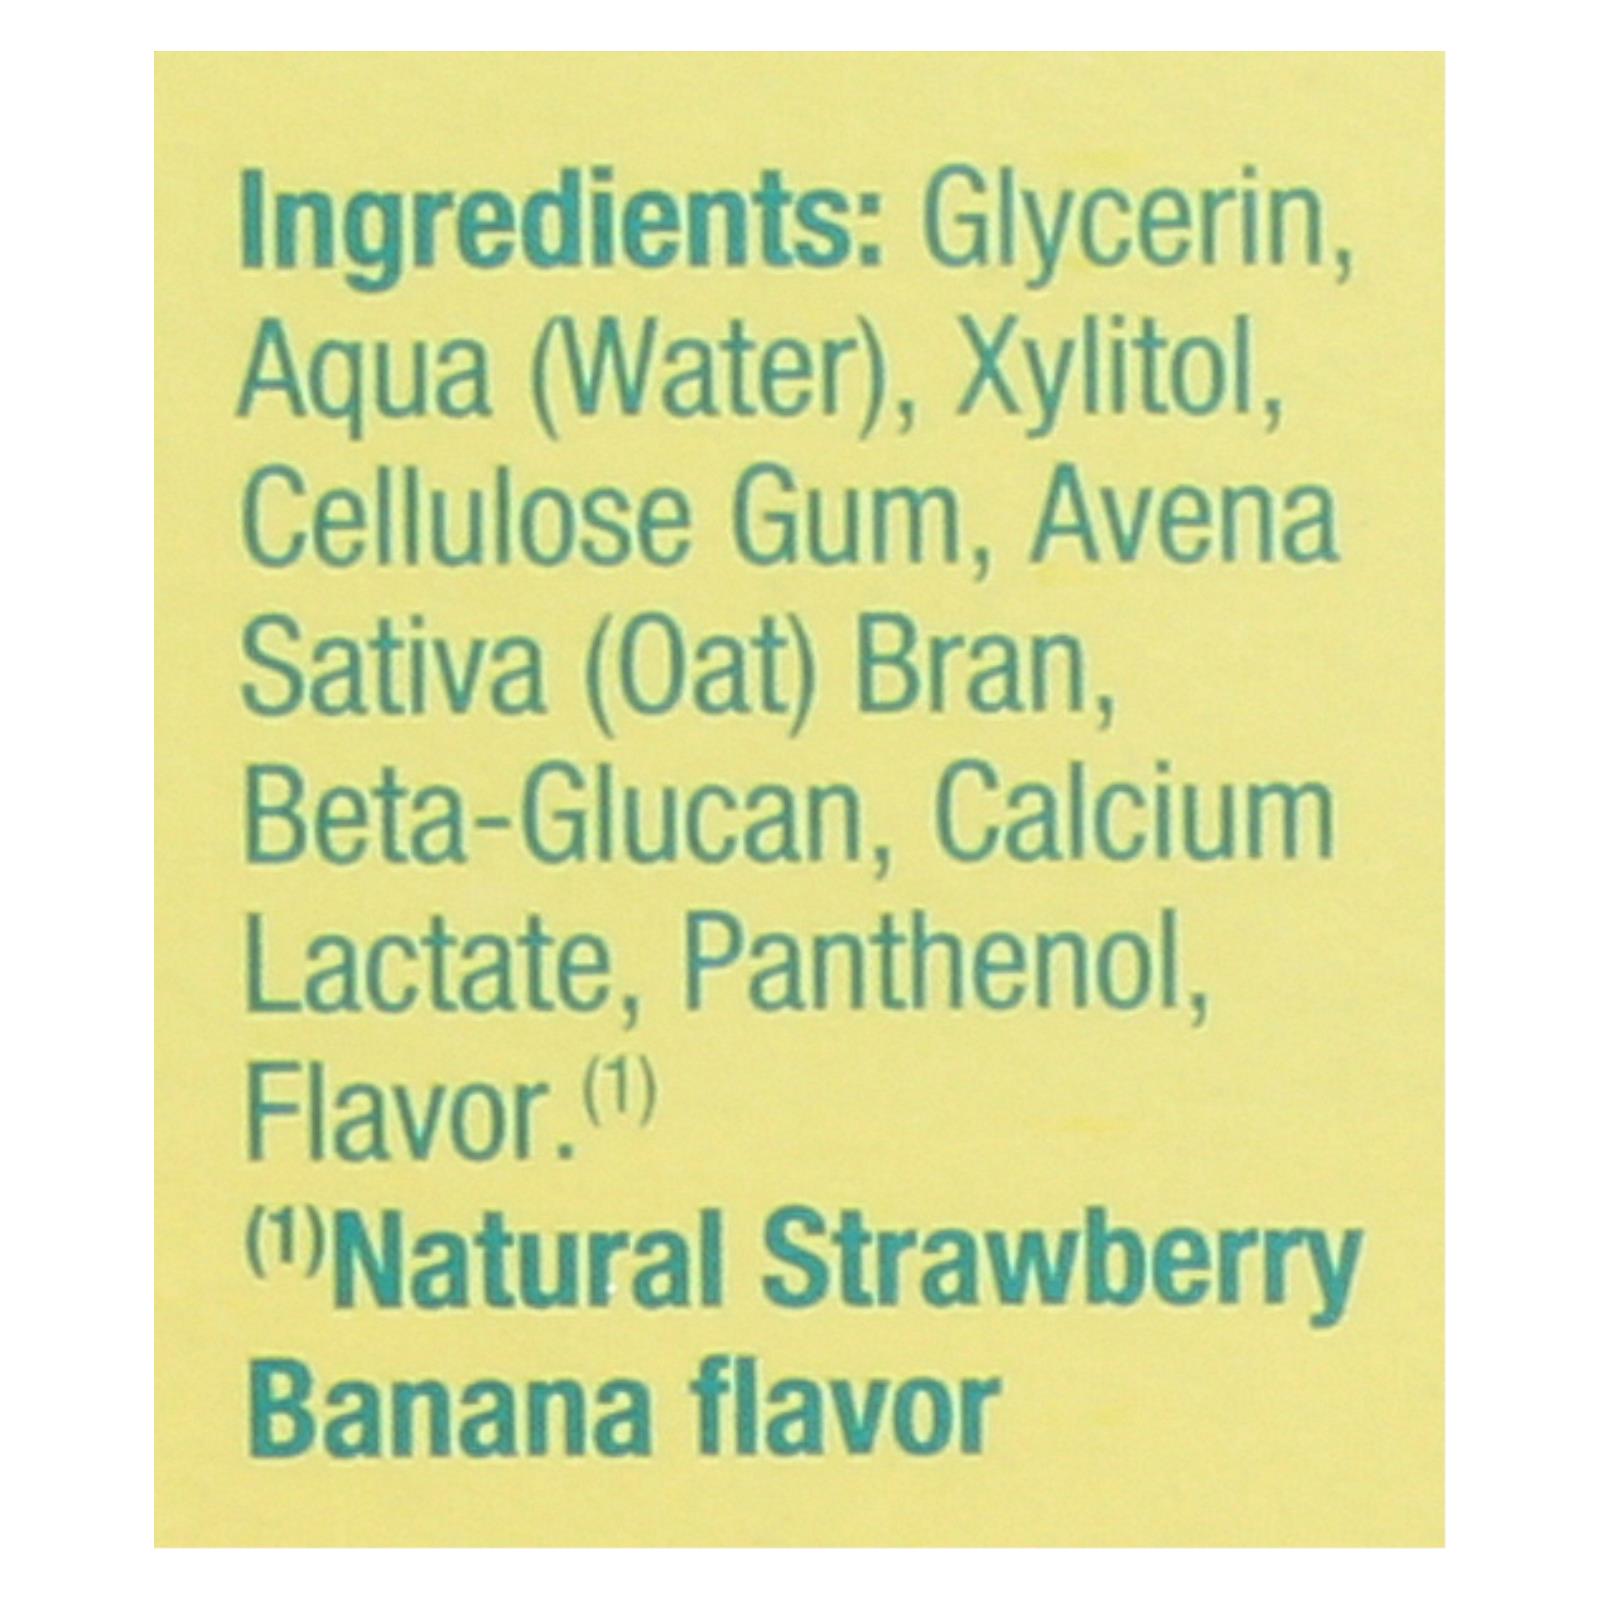 Ingredients: Glycerin,
Aqua (Water), Xylitol,
Cellulose Gum, Avena
Sativa (Oat) Bran,
Beta-Glucan, Calcium
Lactate, Panthenol,
Flavor.(1)
(1)Natural Strawberry
Banana flavor